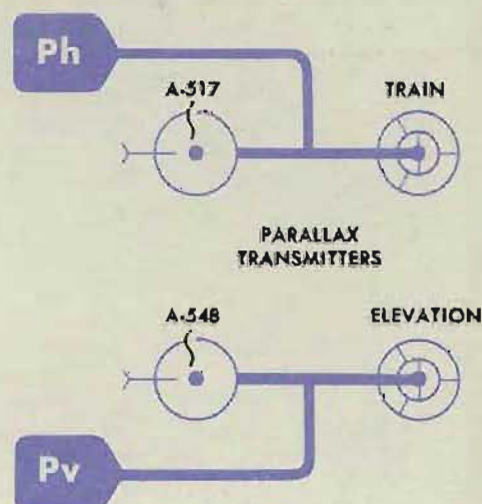 Ph
A-517
TRAIN
PARALLAX
TRANSMITTERS
A-548
ELEVATION
Pv